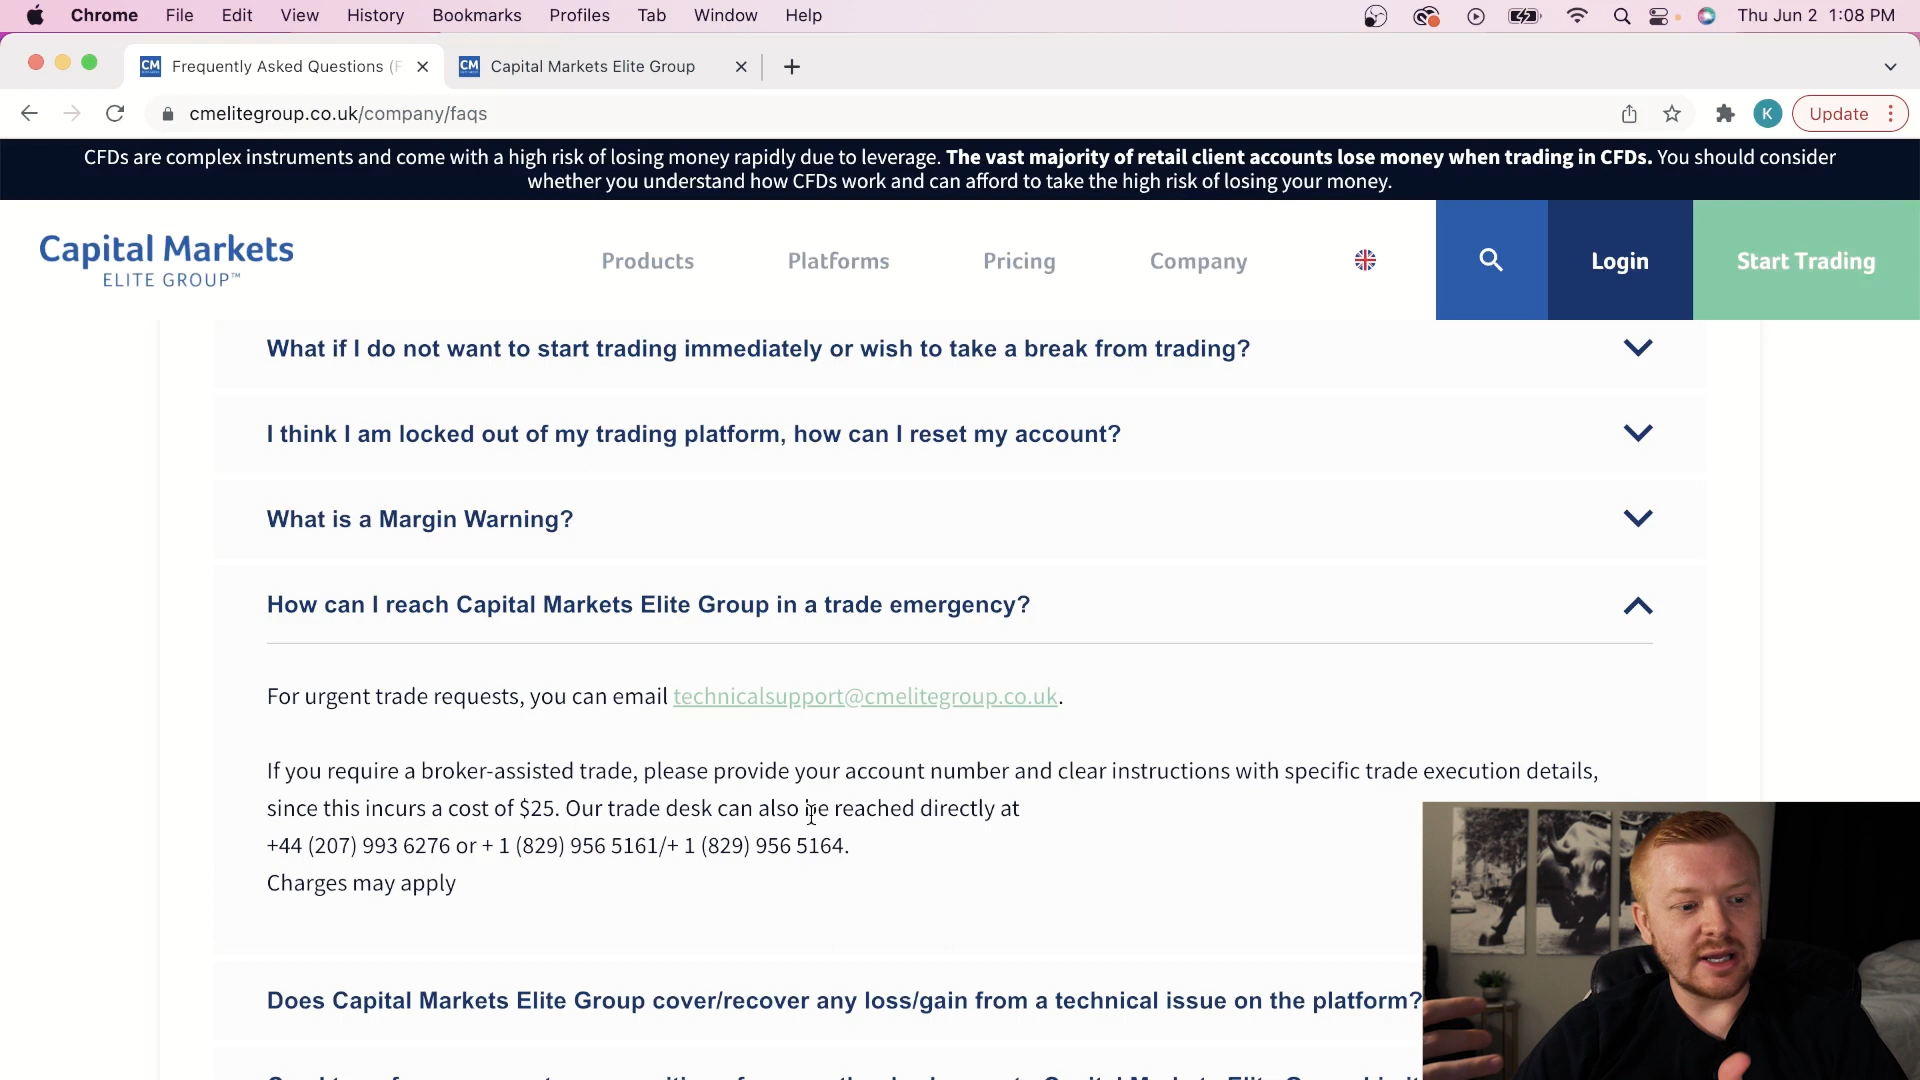 Chrome File Edit View History Bookmarks Profiles Tab Window Help Thu Jun 2 1:08 PM
CM Frequently Asked Questions (F CM Capital Markets Elite Group
cmelitegroup.co.uk/company/faqs K Update
CFDs are complex instruments and come with a high risk of losing money rapidly due to leverage. The vast majority of retail client accounts lose money when trading in CFDs. You should consider
whether you understand how CFDs work and can afford to take the high risk of losing your money.
Capital Markets
ELITE GROUP™
Products Platforms Pricing Company Login Start Trading
What if I do not want to start trading immediately or wish to take a break from trading?
I think I am locked out of my trading platform, how can I reset my account?
What is a Margin Warning?
How can I reach Capital Markets Elite Group in a trade emergency?
For urgent trade requests, you can email technicalsupport@cmelitegroup.co.uk.
If you require a broker-assisted trade, please provide your account number and clear instructions with specific trade execution details,
since this incurs a cost of $25. Our trade desk can also be reached directly at
+44 (207) 993 6276 or + 1 (829) 956 5161/+ 1 (829) 956 5164.
Charges may apply
Does Capital Markets Elite Group cover/recover any loss/gain from a technical issue on the platform?